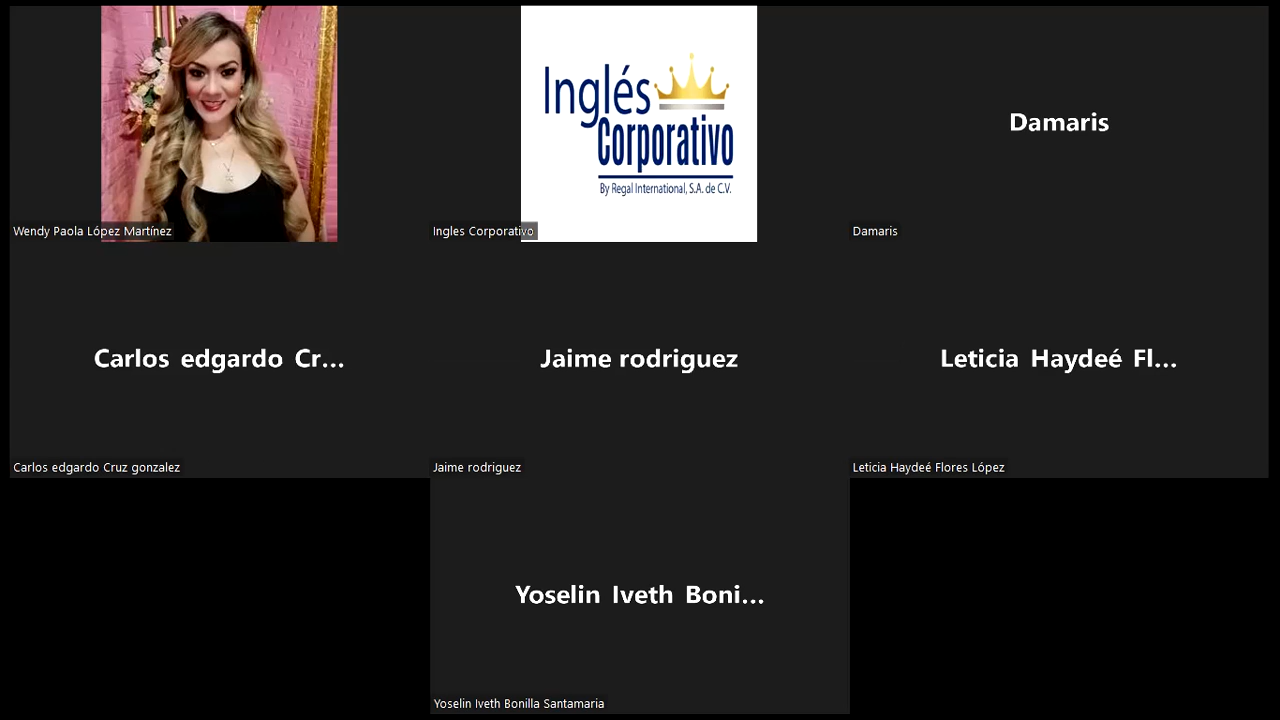 Wendy Paola López Martínez
Inglés
Corporativo
By Regal International, S.A. de C.V.
Ingles Corporativo
Damaris
Damaris
Carlos edgardo Cr...
Carlos edgardo Cruz gonzalez
Jaime rodriguez
Jaime rodriguez
Leticia Haydeé Fl...
Leticia Haydeé Flores López
Yoselin Iveth Boni...
Yoselin Iveth Bonilla Santamaria